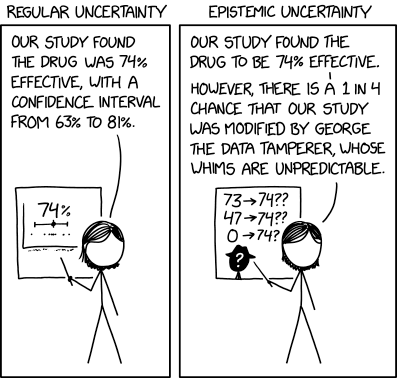 REGULAR UNCERTAINTY
OUR STUDY FOUND
THE DRUG WAS 74%
EFFECTIVE, WITH A
CONFIDENCE INTERVAL
FROM 63% TO 81%.
74%
EPISTEMIC UNCERTAINTY
OUR STUDY FOUND THE
DRUG TO BE 74% EFFECTIVE.
HOWEVER, THERE IS A 1 IN 4
CHANCE THAT OUR STUDY
WAS MODIFIED BY GEORGE
THE DATA TAMPERER, WHOSE
WHIMS ARE UNPREDICTABLE.
73→74??
47→74??
0→74?
?